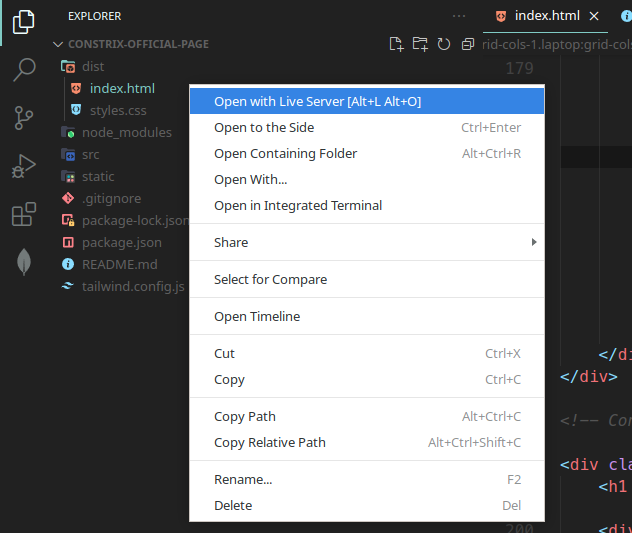 EXPLORER
···
index.html
CONSTRIX-OFFICIAL-PAGE
rid-cols-1.laptop:grid-cols
dist
179
index.html
styles.css
node_modules
src
static
.gitignore
package-lock.json
package.json
README.md
tailwind.config.js
Open with Live Server [Alt+L Alt+O]
Open to the Side Ctrl+Enter
Open Containing Folder Alt+Ctrl+R
Open With...
Open in Integrated Terminal
Share
Select for Compare
Open Timeline
Cut Ctrl+X
Copy Ctrl+C
Copy Path Alt+Ctrl+C
Copy Relative Path Alt+Ctrl+Shift+C
Rename... F2
Delete Del
</di
</div>
<!-- Con
<div cla
<h1
200 <div